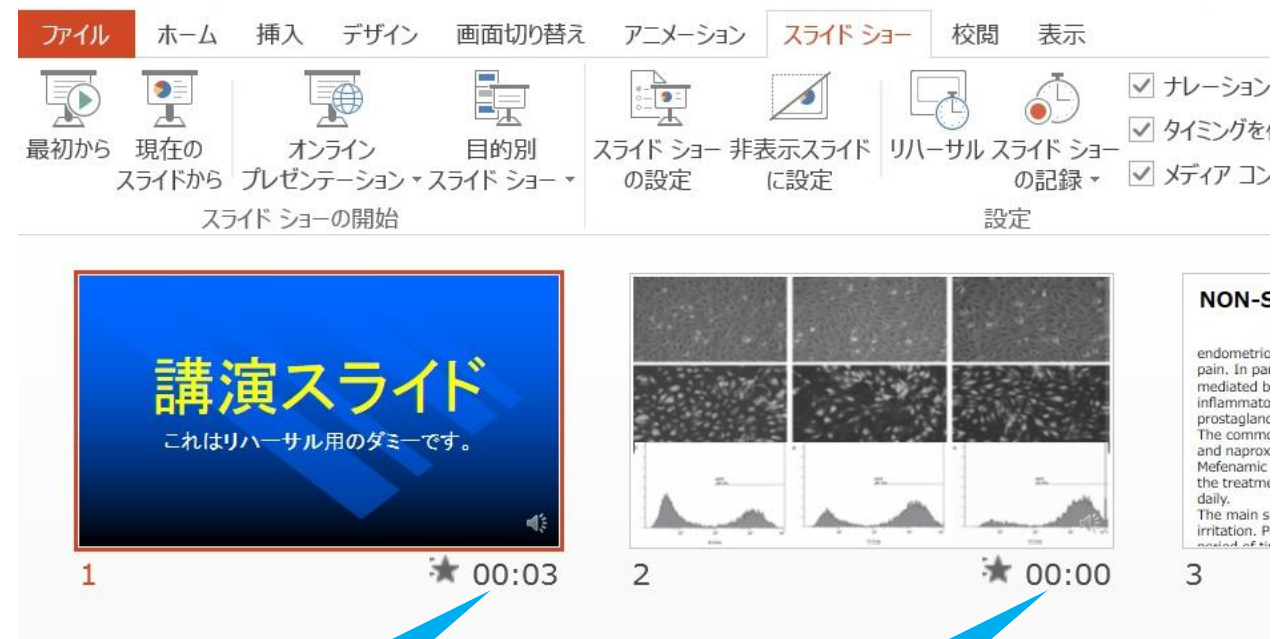 ファイル ホーム 挿入 デザイン 画面切り替え アニメーション スライド ショー 校閲 表示
最初から 現在の
スライドから オンライン
プレゼンテーション 目的別
スライド ショー スライド ショー
の設定 非表示スライド
に設定 リハーサル スライド ショー
の記録
ナレーション
タイミングを
メディア コン
スライド ショーの開始 設定
講演スライド
これはリハーサル用のダミーです。
1 00:03
2 00:00
NON-S
endometrio
pain. In par
mediated b
inflammato
prostagland
The commo
and naprox
Mefenamic
the treatme
daily.
The main s
irritation. P
3